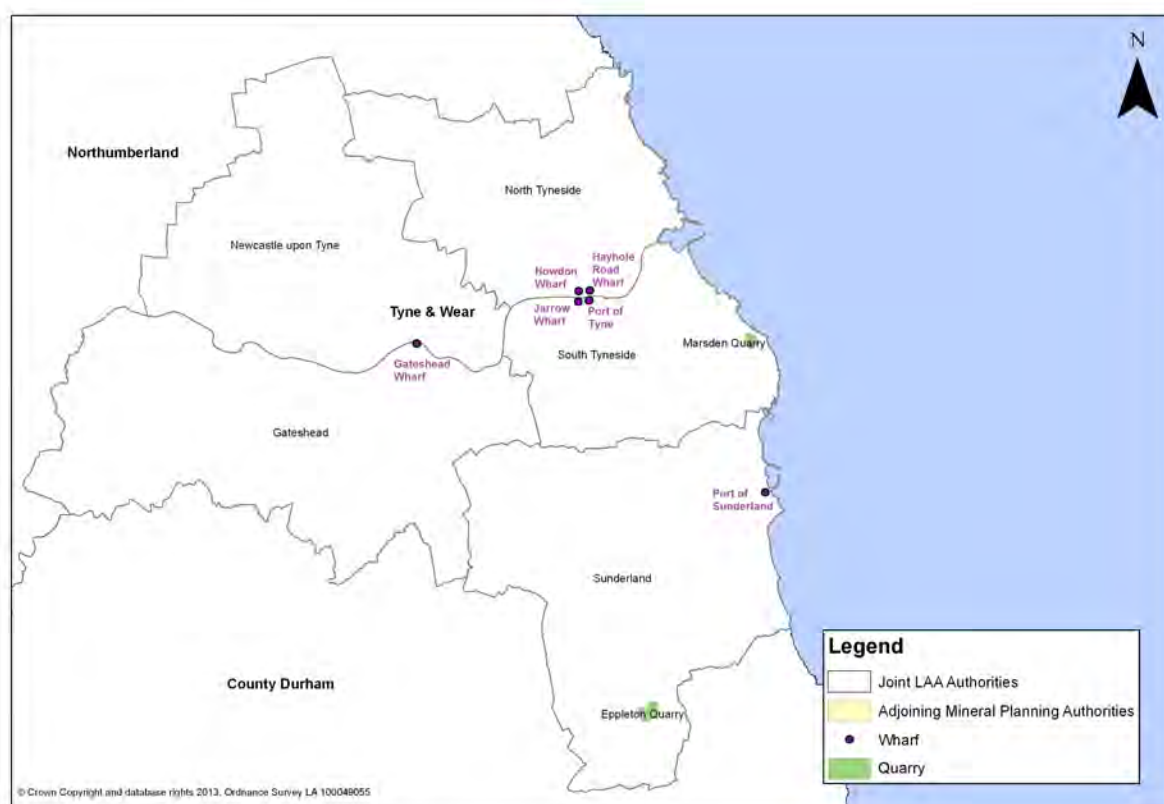 N
Northumberland
North Tyneside
Newcastle upon Tyne
Howdon
Wharf
Hayhole
Road
Wharf
Jarrow
Wharf
Port of
Tyne
Tyne & Wear
Marsden Quarry
South Tyneside
Gateshead
Wharf
Gateshead
Port of
Sunderland
Sunderland
County Durham
Eppleton Quarry
Legend
Joint LAA Authorities
Adjoining Mineral Planning Authorities
Wharf
Quarry
© Crown Copyright and database rights 2013. Ordnance Survey LA 100049055